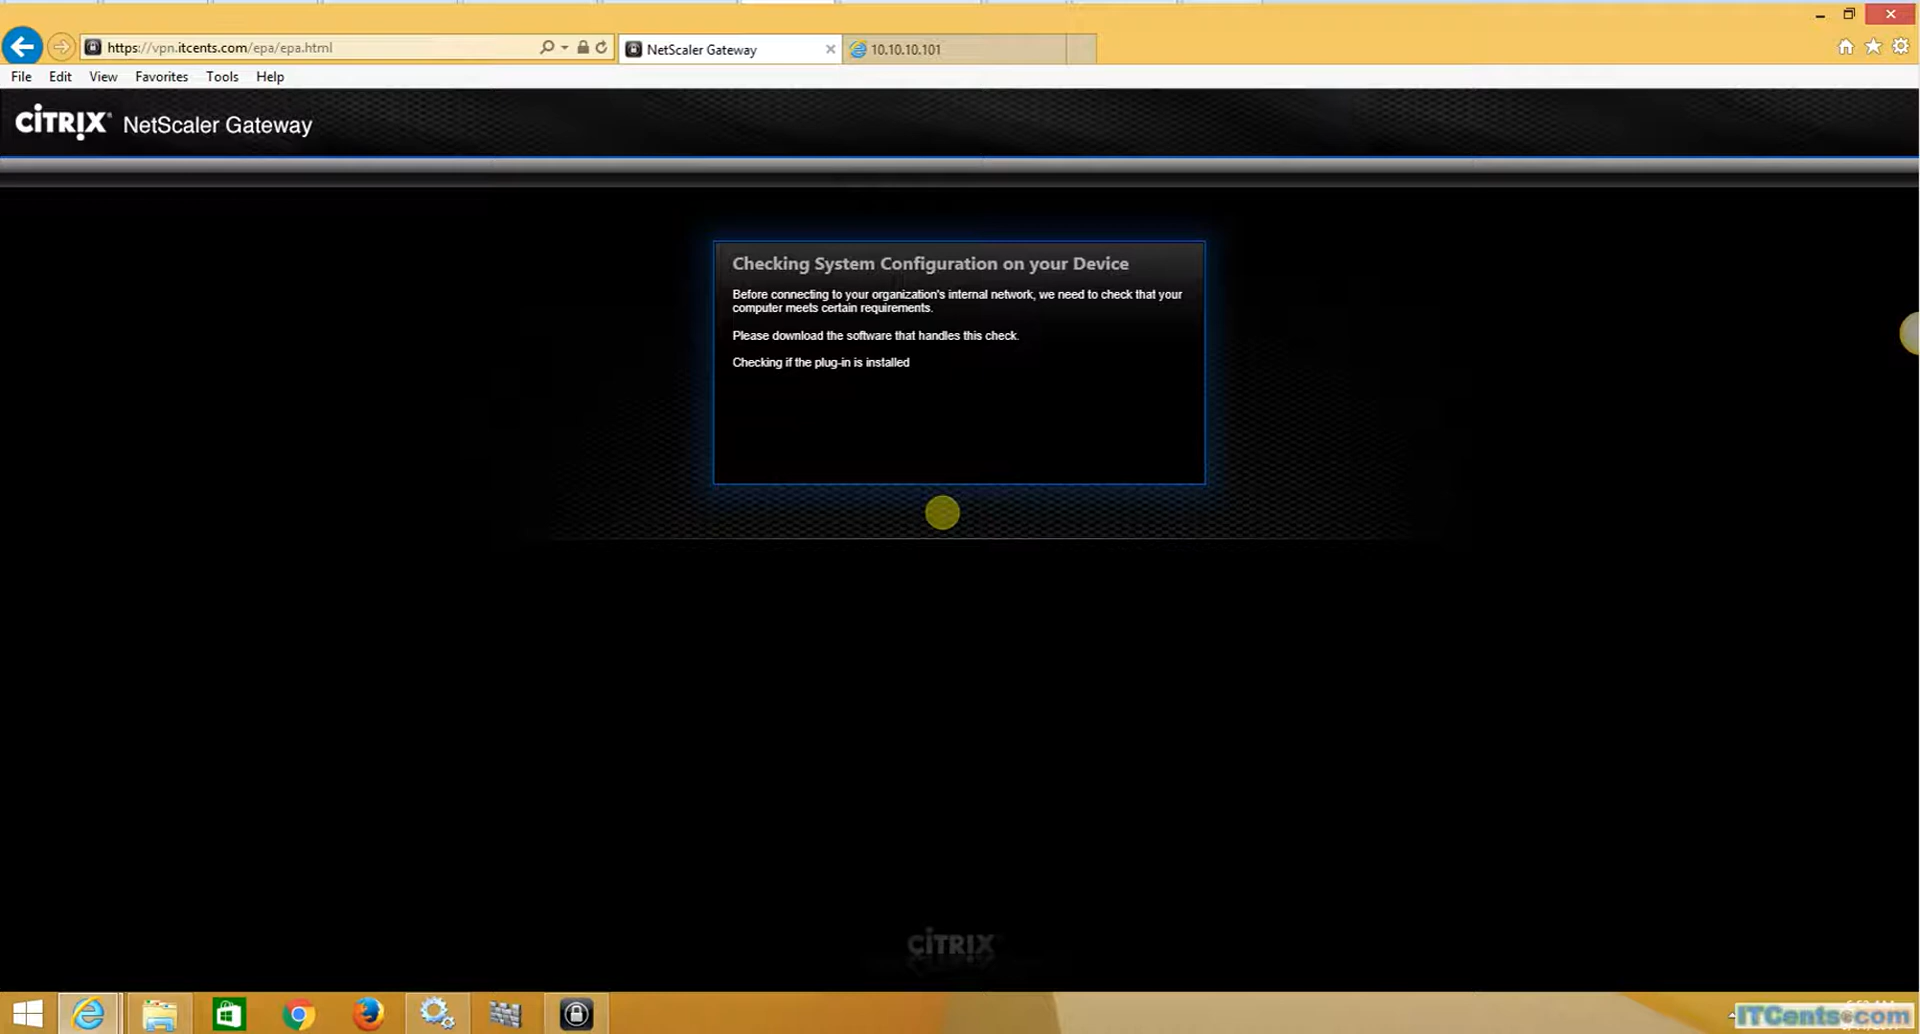 https://vpn.itcents.com/epa/epa.html
NetScaler Gateway
10.10.10.101
File Edit View Favorites Tools Help
CITRIX NetScaler Gateway
Checking System Configuration on your Device
Before connecting to your organization's internal network, we need to check that your
computer meets certain requirements.
Please download the software that handles this check.
Checking if the plug-in is installed
CITRIX
ITCents.com